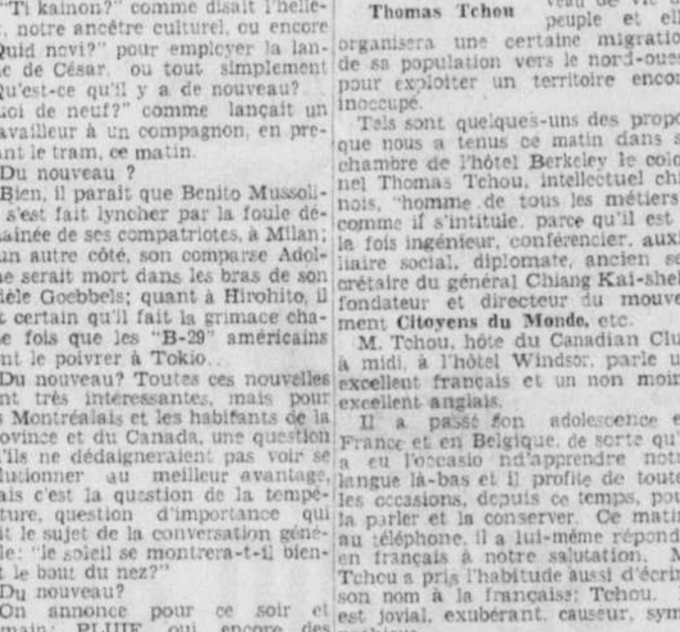 "Ti kainon?" comme disait l'hellè-
, notre ancêtre culturel, ou encore
Quid novi?" pour employer la lan-
e de César, ou tout simplement
Qu'est-ce qu'il y a de nouveau?
uoi de neuf?" comme lançait un
availleur à un compagnon, en pre-
ant le tram, ce matin.
Du nouveau ?
Bien, il parait que Benito Mussoli-
s'est fait lyncher par la foule dé-
aînée de ses compatriotes, à Milan;
un autre côté, son comparse Adol-
e serait mort dans les bras de son
dèle Goebbels; quant à Hirohito, il
t certain qu'il fait la grimace cha-
e fois que les "B-29" américains
nt le poivrer à Tokio..
Du nouveau? Toutes ces nouvelles
nt très intéressantes, mais pour
s Montréalais et les habitants de la
ovince et du Canada, une question
'ils ne dédaigneraient pas voir se
lutionner au meilleur avantage,
ais c'est la question de la tempé-
ture, question d'importance qui
it le sujet de la conversation géné-
le: "le soleil se montrera-t-il bien-
t le bout du nez?"
Du nouveau?
On annonce pour ce soir et
main: PLUIE, oui encore des
Thomas Tchou
veau de vie d
peuple et ell
organisera une certaine migratio
de sa population vers le nord-oues
pour exploiter un territoire encor
inoccupé.
Tels sont quelques-uns des propo
que nous a tenus ce matin dans s
chambre de l'hôtel Berkeley le colo
nel Thomas Tchou, intellectuel chi
nois, "homme de tous les métiers
comme il s'intitule, parce qu'il est
la fois ingénieur, conférencier, auxi
liaire social, diplomate, ancien se
crétaire du général Chiang Kai-shek
fondateur et directeur du mouve
ment Citoyens du Monde, etc.
M. Tchou, hôte du Canadian Clu
à midi, à l'hôtel Windsor, parle u
excellent français et un non moin
excellent anglais.
Il a passé son adolescence e
France et en Belgique, de sorte qu'
a eu l'occasio nd'apprendre notr
langue là-bas et il profite de toute
les occasions, depuis ce temps, pou
la parler et la conserver. Ce mati
au téléphone, il a lui-même répond
en français à notre salutation. M
Tchou a pris l'habitude aussi d'écrir
son nom à la française: Tchou.
est jovial, exubérant, causeur, sym